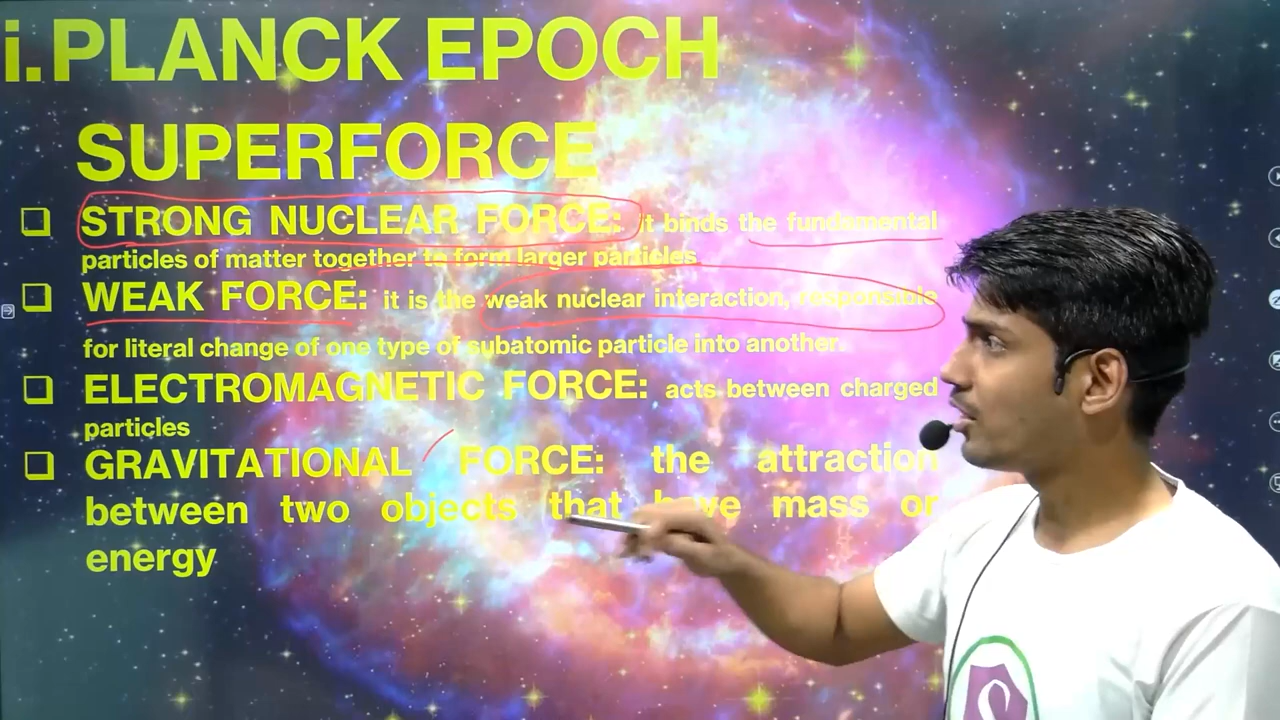 i.PLANCK EPOCH
SUPERFORCE
❑ STRONG NUCLEAR FORCE: it binds the fundamental
particles of matter together to form larger particles
❑ WEAK FORCE: it is the weak nuclear interaction, responsible
for literal change of one type of subatomic particle into another.
❑ ELECTROMAGNETIC FORCE: acts between charged
particles
❑ GRAVITATIONAL FORCE: the attraction
between two objects that have mass or
energy
S